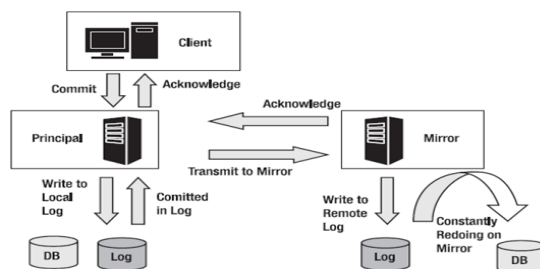 Client
Commit
Acknowledge
Acknowledge
Principal
Mirror
Transmit to Mirror
Write to
Local
Log
Comitted
in Log
Write to
Remote
Log
Constantly
Redoing on
Mirror
DB
Log
Log
DB